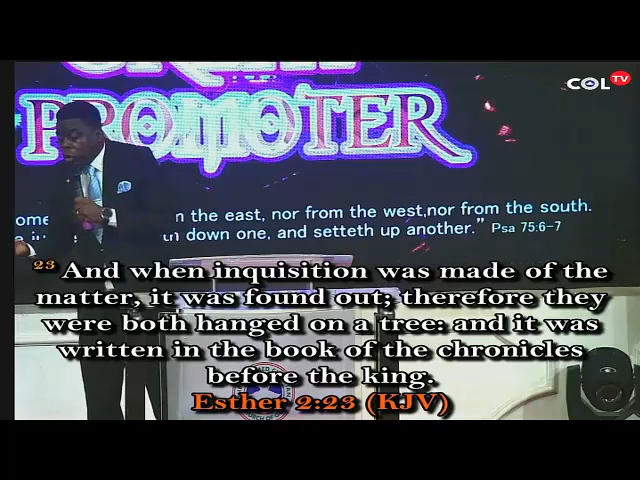 COL TV
PROMOTER
n the east, nor from the west,nor from the south.
down one, and setteth up another." Psa 75:6-7
23 And when inquisition was made of the
matter, it was found out; therefore they
were both hanged on a tree: and it was
written in the book of the chronicles
before the king.
Esther 2:23 (KJV)